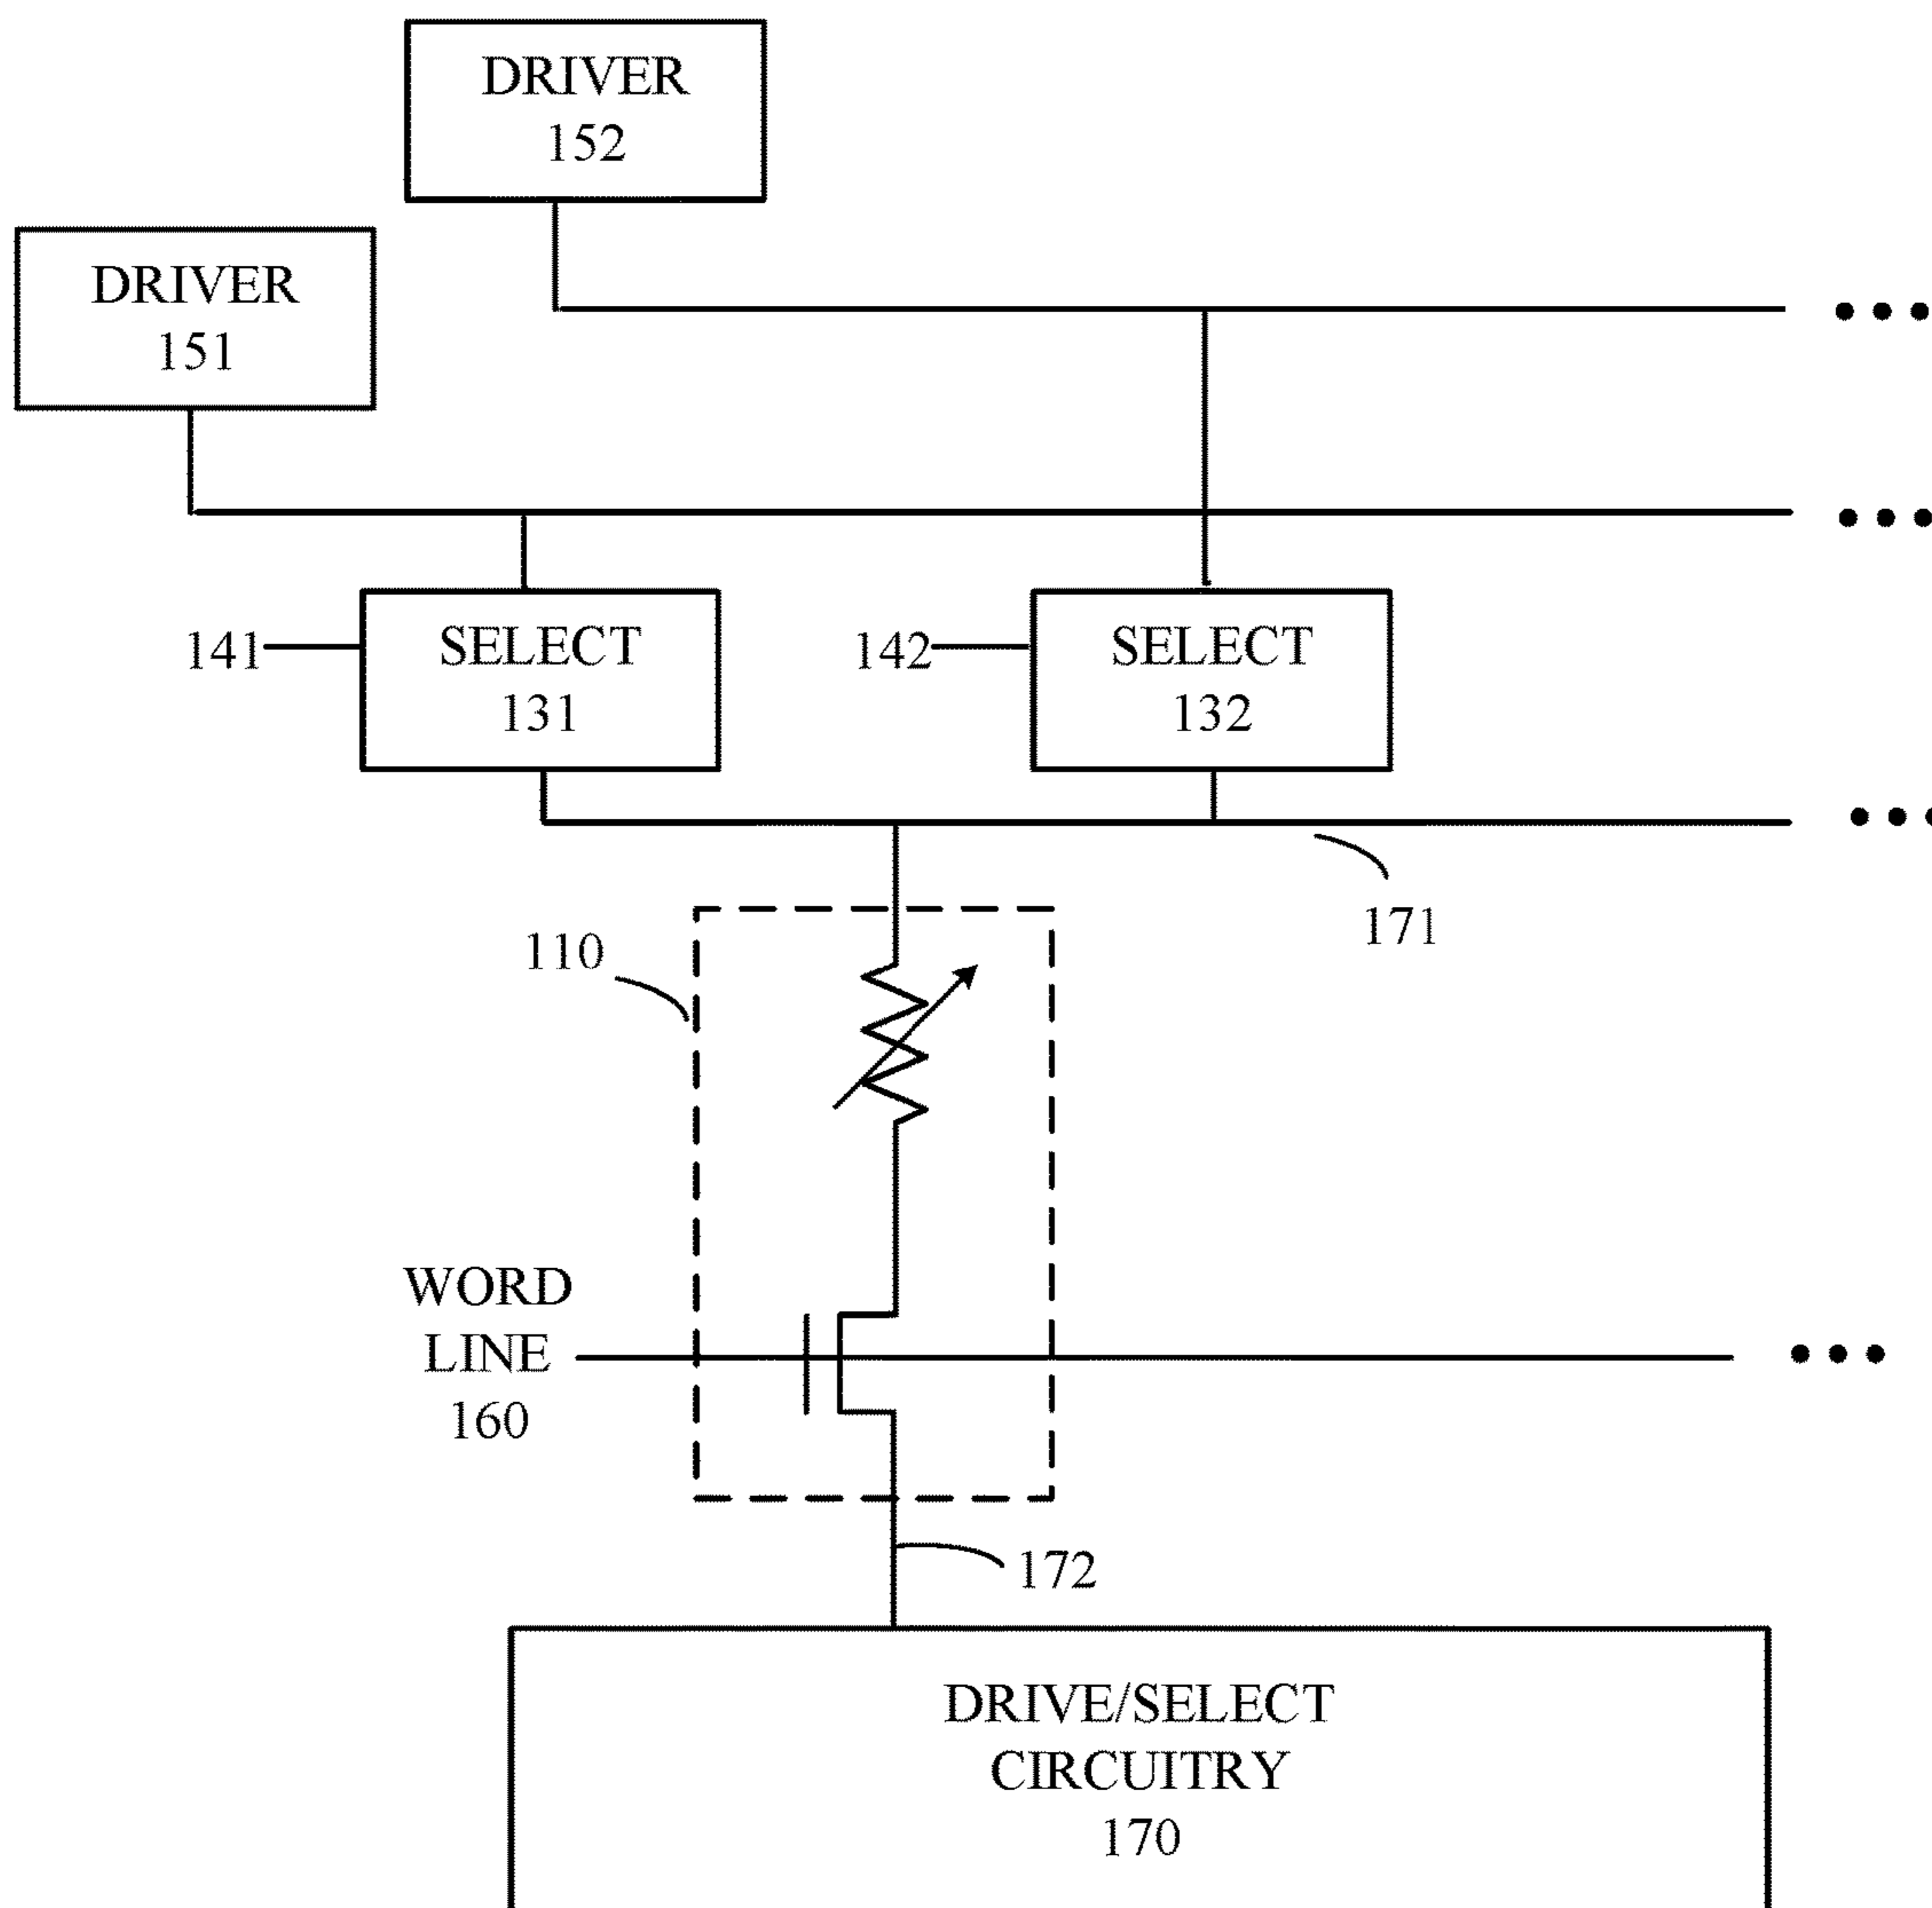 DRIVER
152
DRIVER
151
141
SELECT
131
142
SELECT
132
171
110
WORD
LINE
160
172
DRIVE/SELECT
CIRCUITRY
170